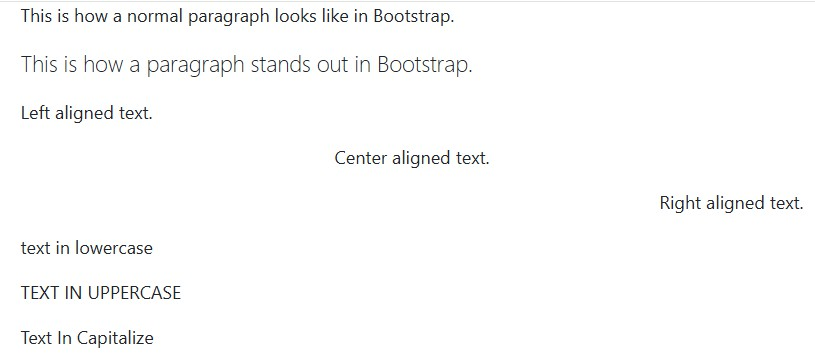 This is how a normal paragraph looks like in Bootstrap.
This is how a paragraph stands out in Bootstrap.
Left aligned text.
Center aligned text.
Right aligned text.
text in lowercase
TEXT IN UPPERCASE
Text In Capitalize